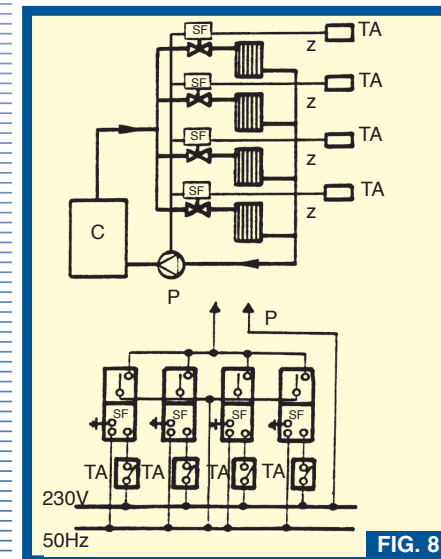 SF TA
z
SF TA
z
SF TA
z
SF TA
z
C
P
P
SF SF SF SF
TA TA TA TA
230V
50Hz
FIG. 8